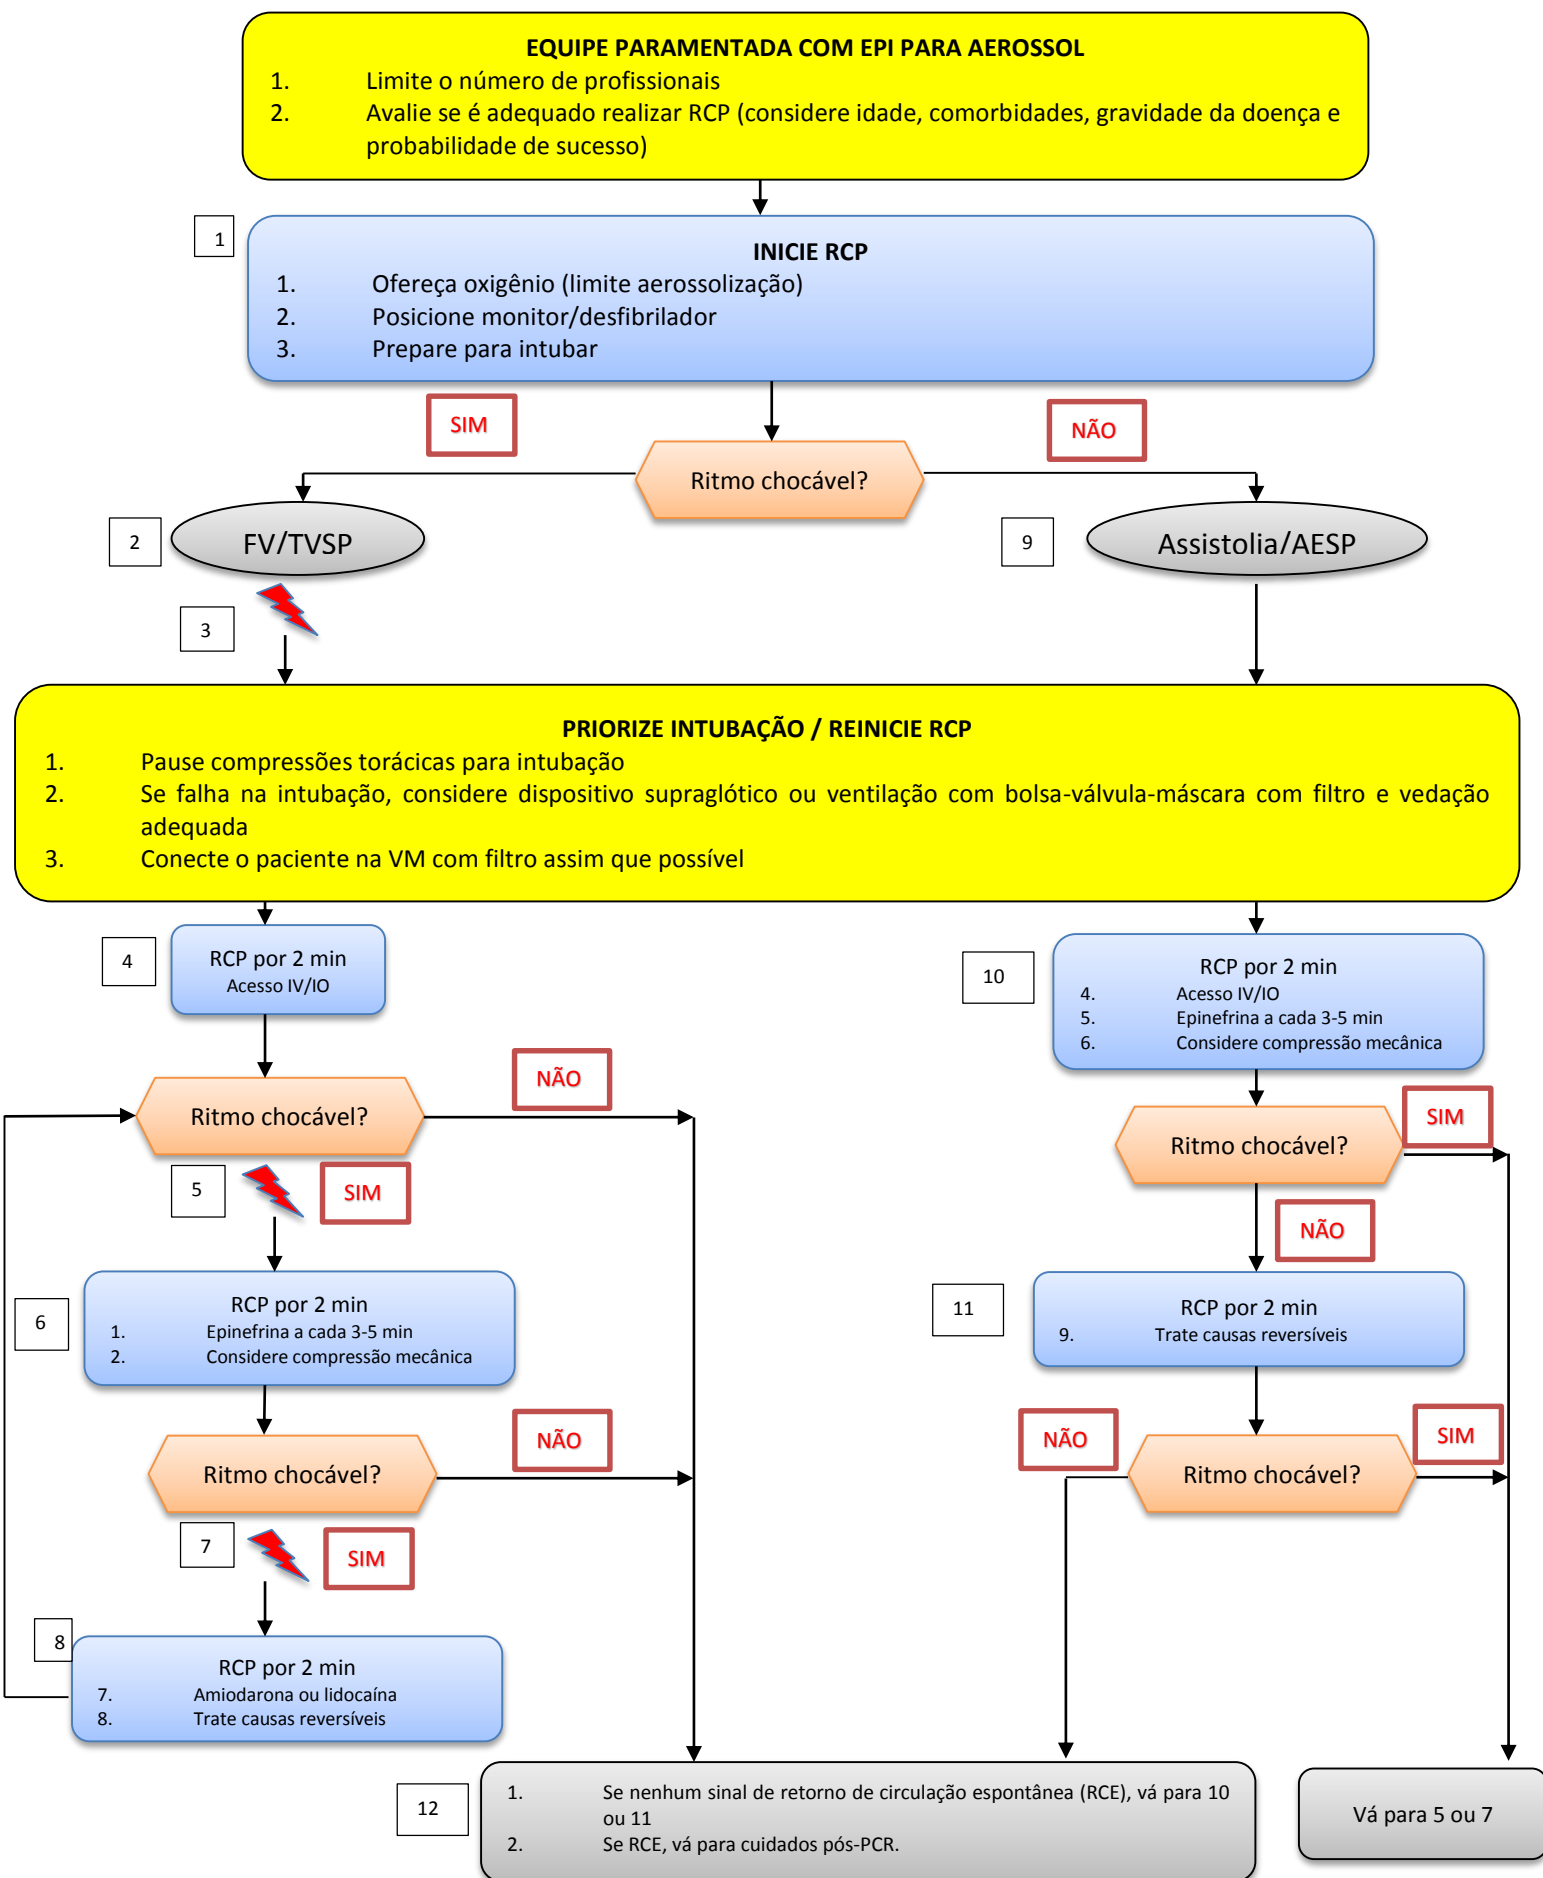 EQUIPE PARAMENTADA COM EPI PARA AEROSSOL
1. Limite o número de profissionais
2. Avalie se é adequado realizar RCP (considere idade, comorbidades, gravidade da doença e
probabilidade de sucesso)
1
INICIE RCP
1. Ofereça oxigênio (limite aerossolização)
2. Posicione monitor/desfibrilador
3. Prepare para intubar
SIM
NÃO
Ritmo chocável?
2
FV/TVSP
9
Assistolia/AESP
3
PRIORIZE INTUBAÇÃO / REINICIE RCP
1. Pause compressões torácicas para intubação
2. Se falha na intubação, considere dispositivo supraglótico ou ventilação com bolsa-válvula-máscara com filtro e vedação
adequada
3. Conecte o paciente na VM com filtro assim que possível
4
RCP por 2 min
Acesso IV/IO
10
RCP por 2 min
4. Acesso IV/IO
5. Epinefrina a cada 3-5 min
6. Considere compressão mecânica
NÃO
Ritmo chocável?
SIM
Ritmo chocável?
5
SIM
NÃO
6
RCP por 2 min
1. Epinefrina a cada 3-5 min
2. Considere compressão mecânica
11
RCP por 2 min
9. Trate causas reversíveis
NÃO
Ritmo chocável?
NÃO
SIM
Ritmo chocável?
7
SIM
8
RCP por 2 min
7. Amiodarona ou lidocaína
8. Trate causas reversíveis
12
1. Se nenhum sinal de retorno de circulação espontânea (RCE), vá para 10
ou 11
2. Se RCE, vá para cuidados pós-PCR.
Vá para 5 ou 7